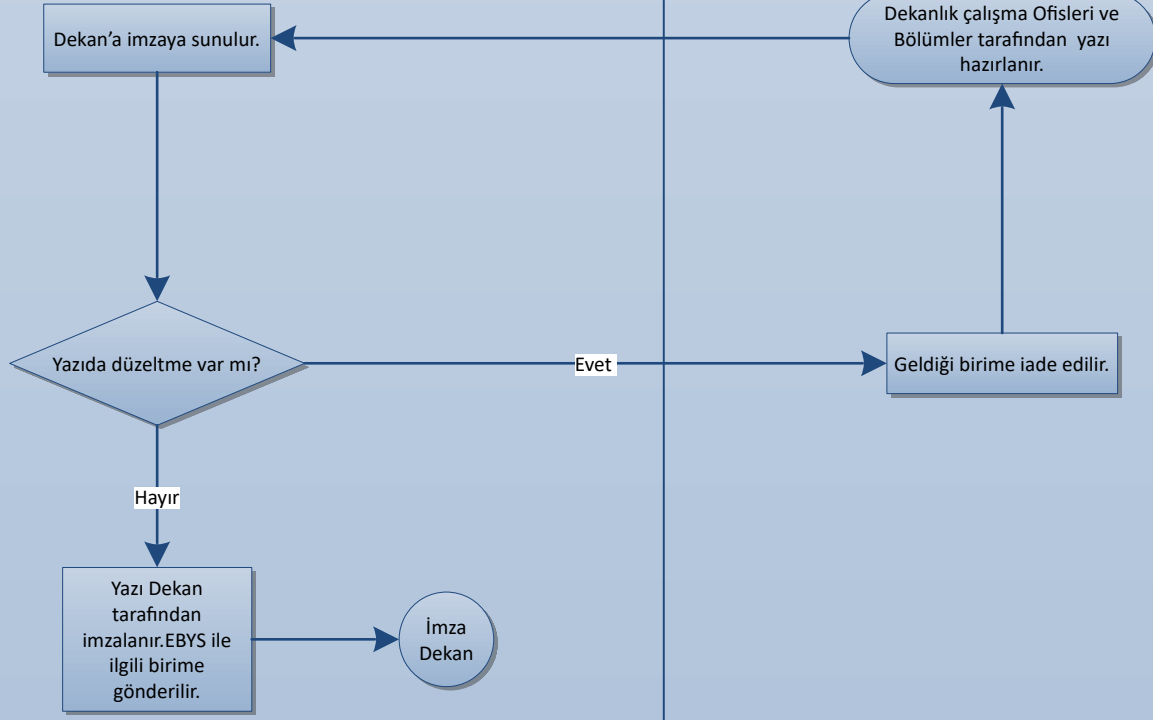 Dekan’a imzaya sunulur.
Dekanlık çalışma Ofisleri ve
Bölümler tarafından yazı
hazırlanır.
Yazıda düzeltme var mı?
Evet
Geldiği birime iade edilir.
Hayır
Yazı Dekan
tarafından
imzalanır.EBYS ile
ilgili birime
gönderilir.
İmza
Dekan